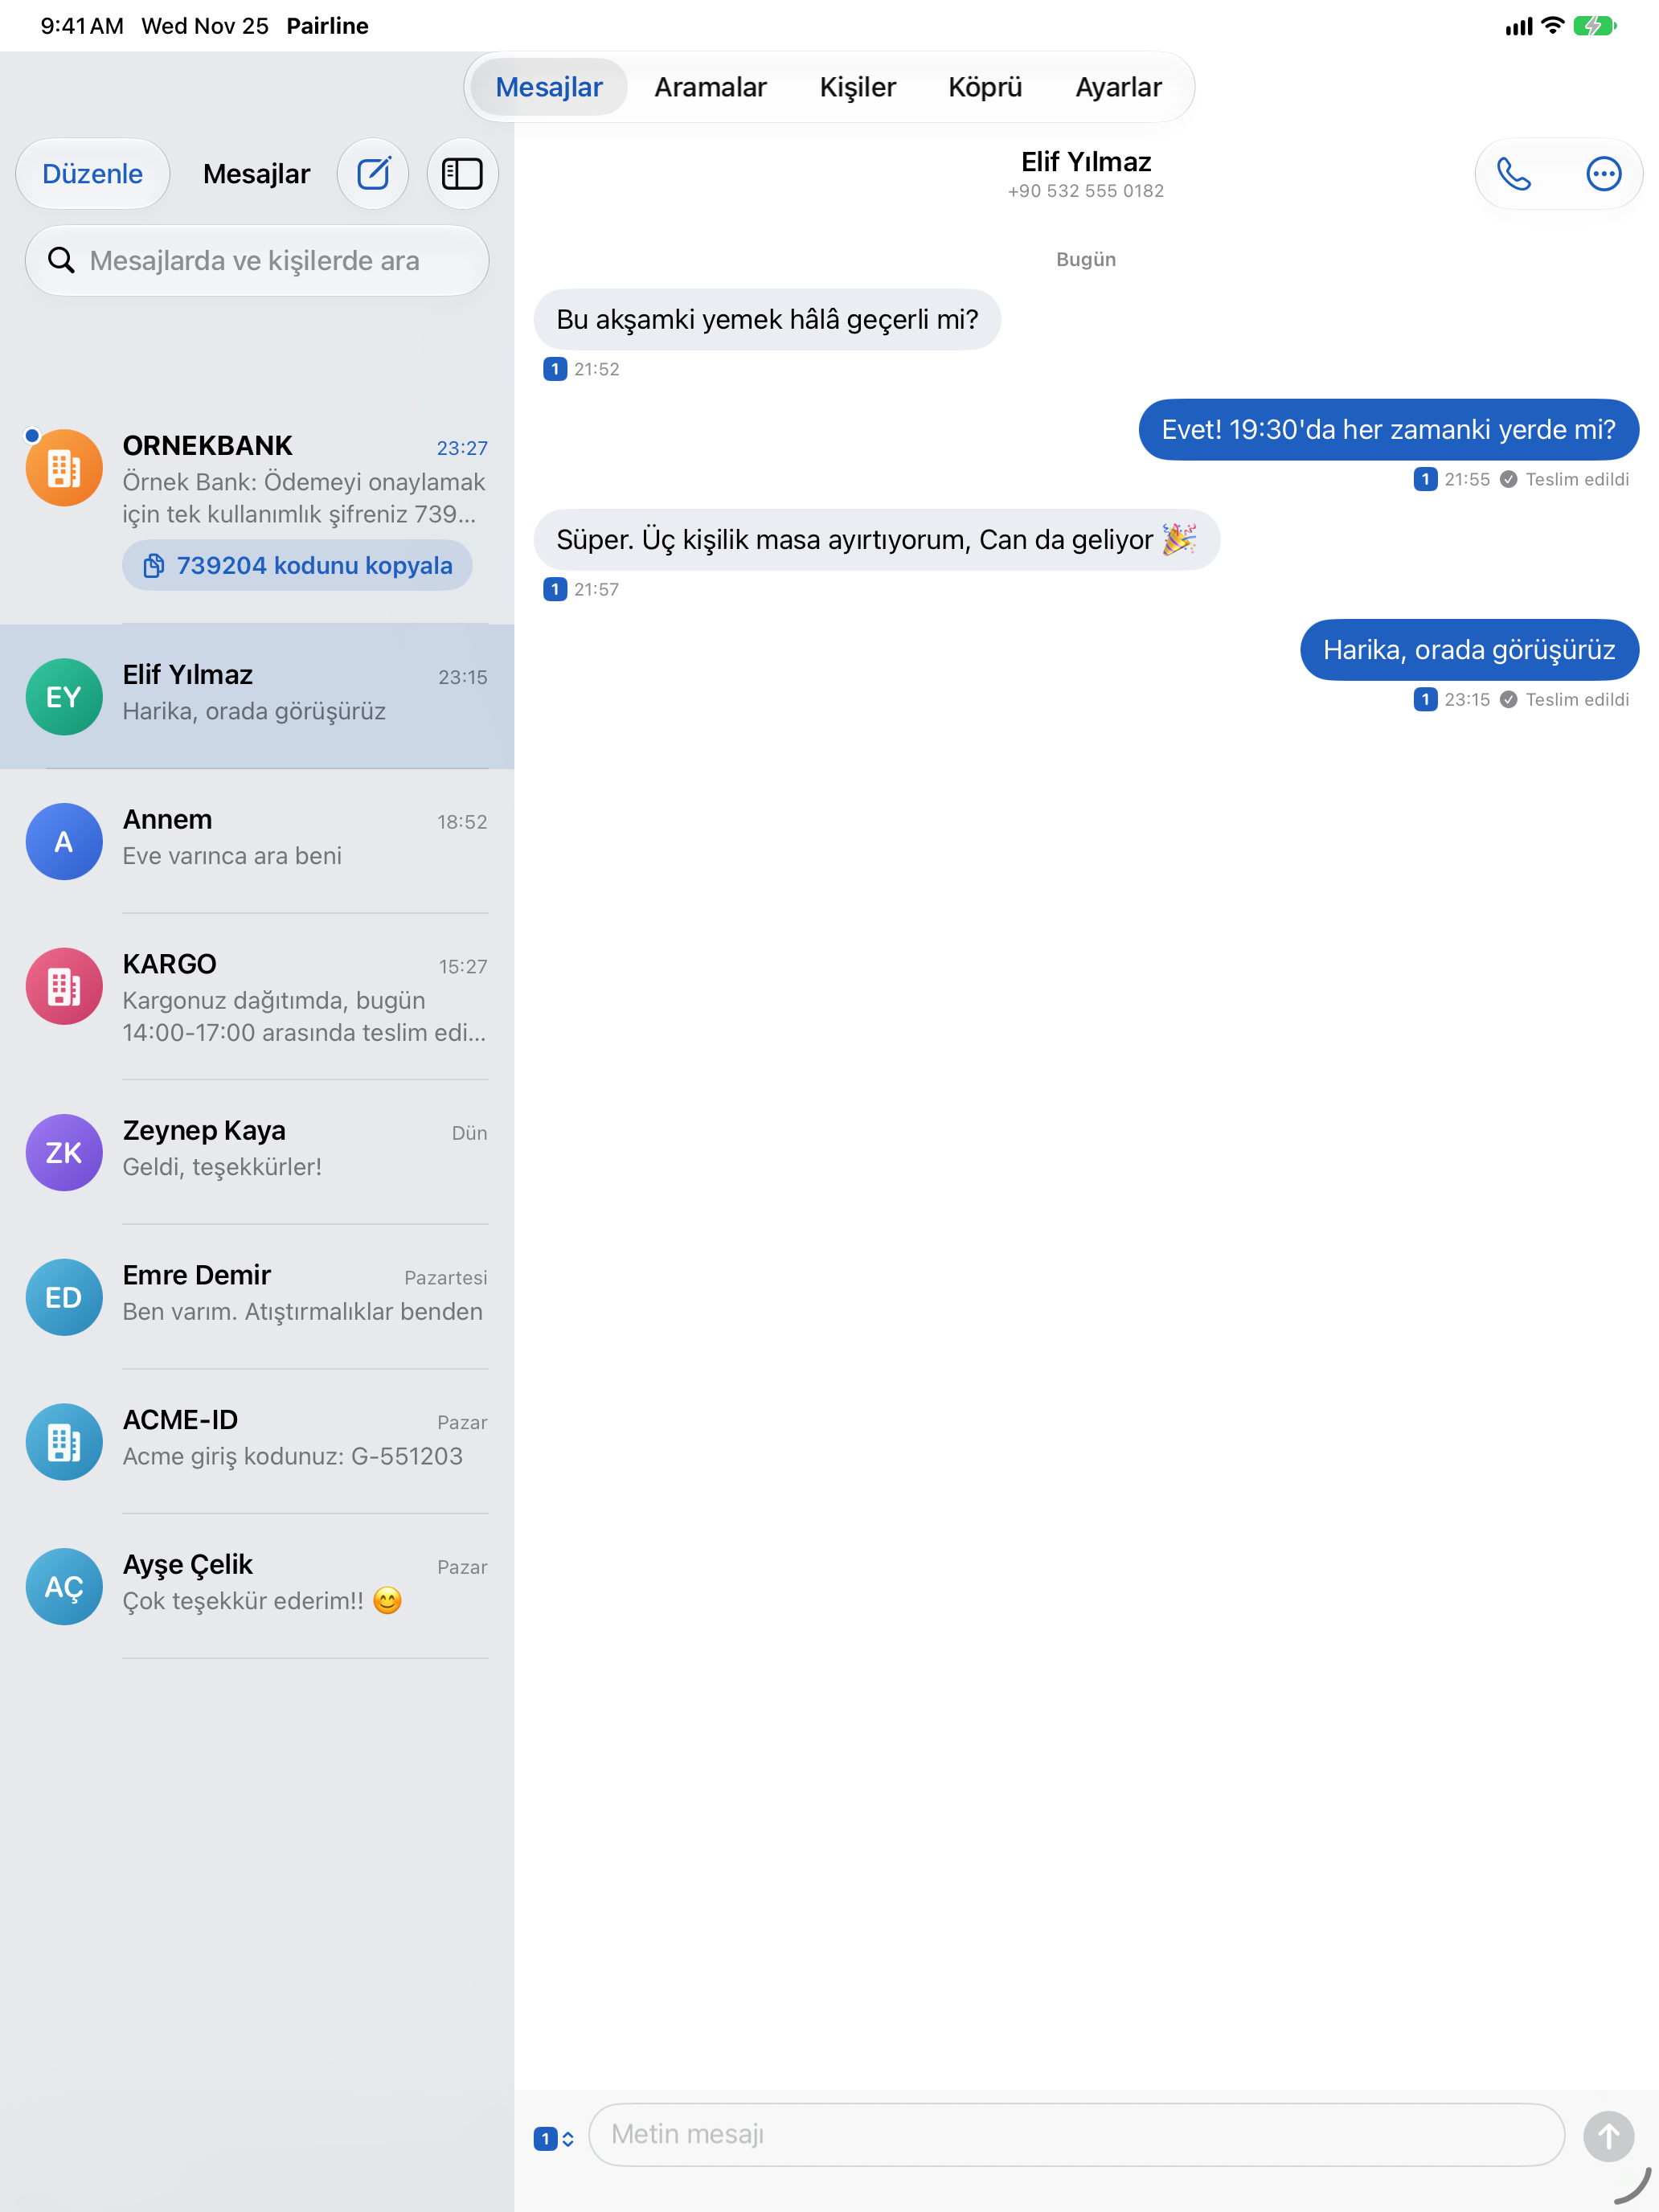 9:41 AM Wed Nov 25 Pairline
Mesajlar Aramalar Kişiler Köprü Ayarlar
Düzenle Mesajlar
Mesajlarda ve kişilerde ara
ORNEKBANK 23:27
Örnek Bank: Ödemeyi onaylamak
için tek kullanımlık şifreniz 739...
739204 kodunu kopyala
EY Elif Yılmaz 23:15
Harika, orada görüşürüz
A Annem 18:52
Eve varınca ara beni
KARGO 15:27
Kargonuz dağıtımda, bugün
14:00-17:00 arasında teslim edi...
ZK Zeynep Kaya Dün
Geldi, teşekkürler!
ED Emre Demir Pazartesi
Ben varım. Atıştırmalıklar benden
ACME-ID Pazar
Acme giriş kodunuz: G-551203
AÇ Ayşe Çelik Pazar
Çok teşekkür ederim!! 😊
Elif Yılmaz
+90 532 555 0182
Bugün
Bu akşamki yemek hâlâ geçerli mi?
1 21:52
Evet! 19:30'da her zamanki yerde mi?
1 21:55 Teslim edildi
Süper. Üç kişilik masa ayırtıyorum, Can da geliyor 🎉
1 21:57
Harika, orada görüşürüz
1 23:15 Teslim edildi
1 Metin mesajı